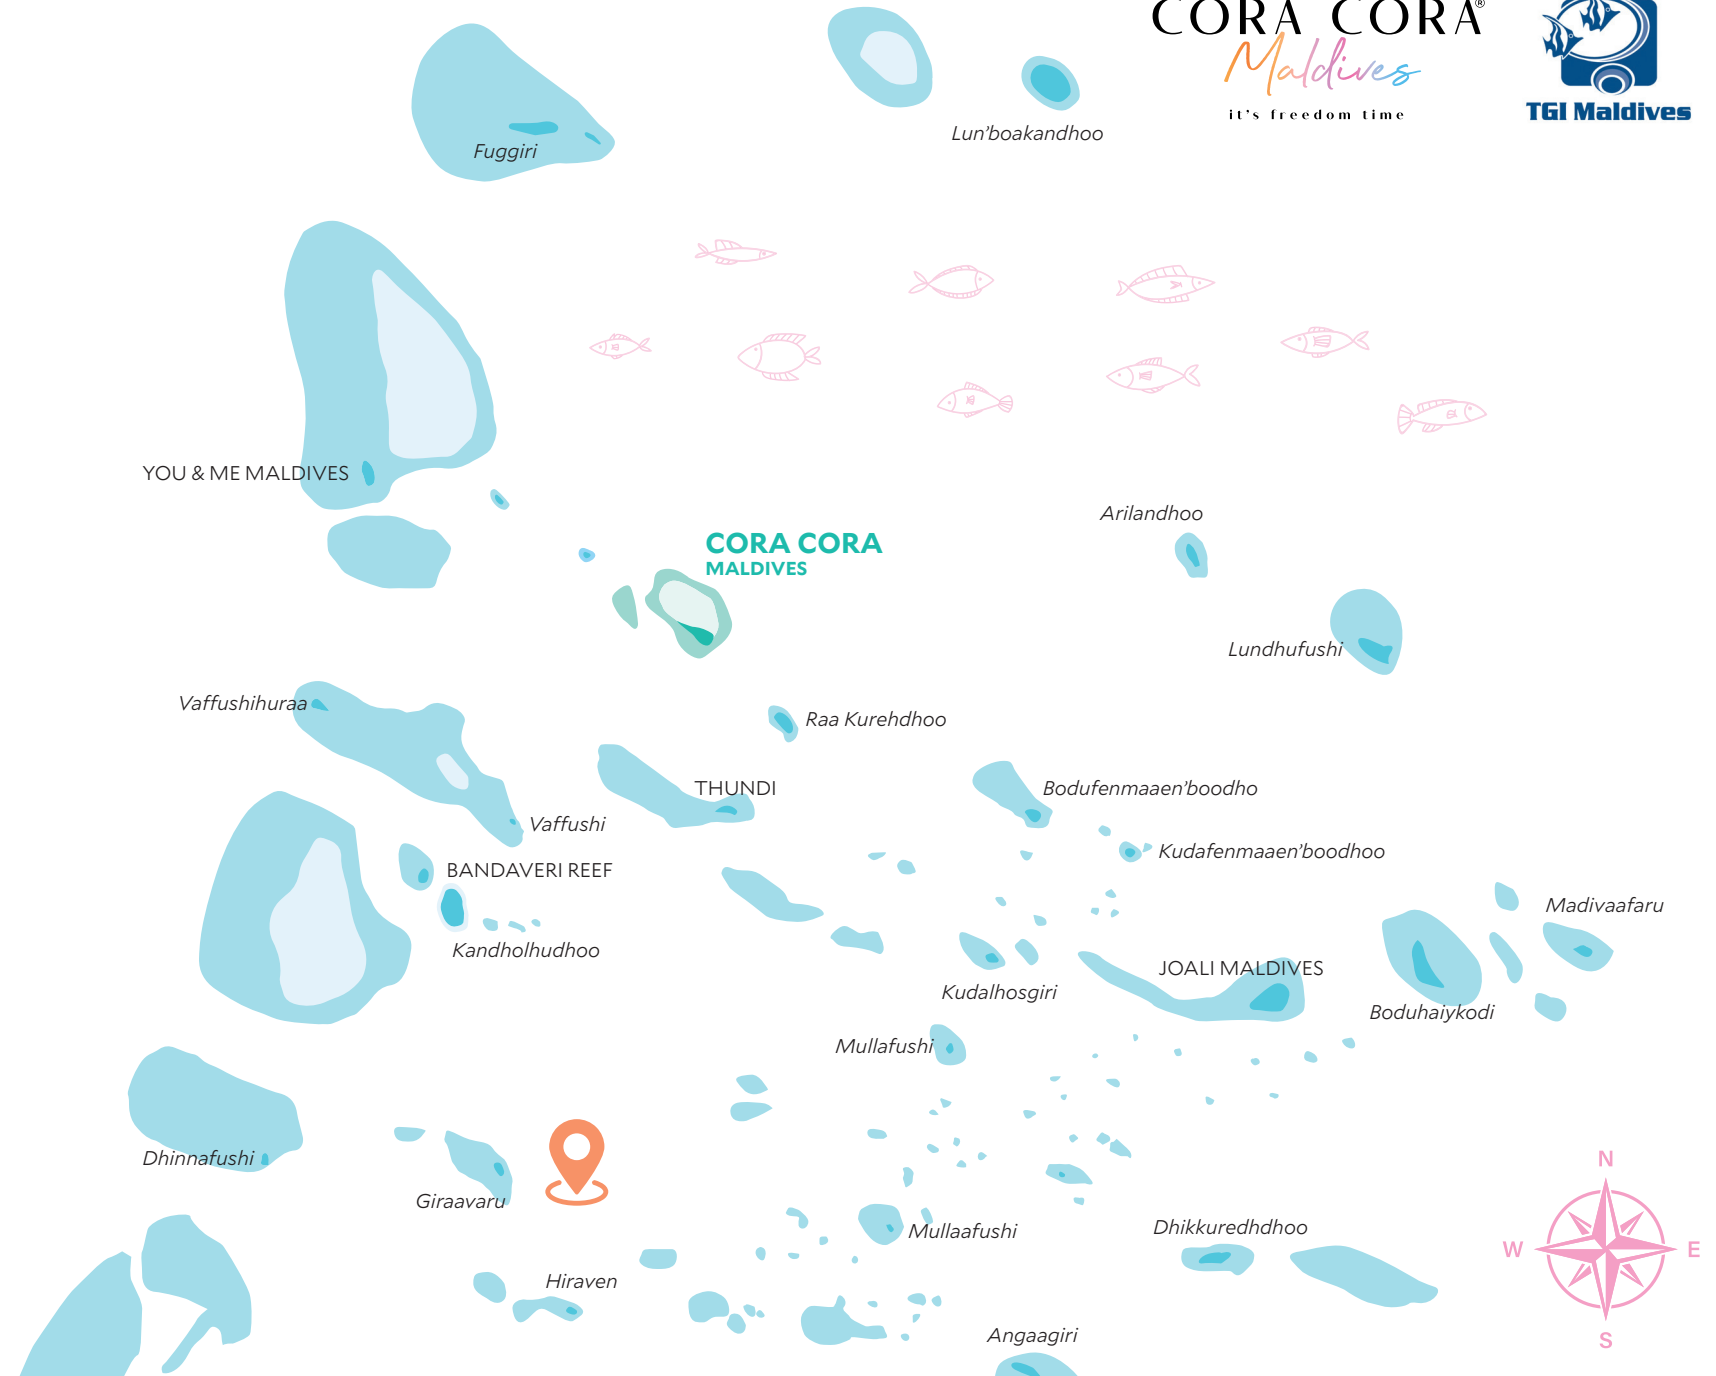 CORA CORA®
Maldives
it's freedom time
TGI Maldives
Lun'boakandhoo
Fuggiri
YOU & ME MALDIVES
Arilandhoo
CORA CORA
MALDIVES
Lundhufushi
Vaffushihuraa
Raa Kurehdhoo
THUNDI
Bodufenmaaen'boodho
Vaffushi
Kudafenmaaen'boodhoo
BANDAVERI REEF
Madivaafaru
Kandholhudhoo
JOALI MALDIVES
Kudalhosgiri
Boduhaiykodi
Mullafushi
Dhinnafushi
Giraavaru
Mullaafushi
Dhikkuredhdhoo
Hiraven
Angaagiri
N
W
E
S